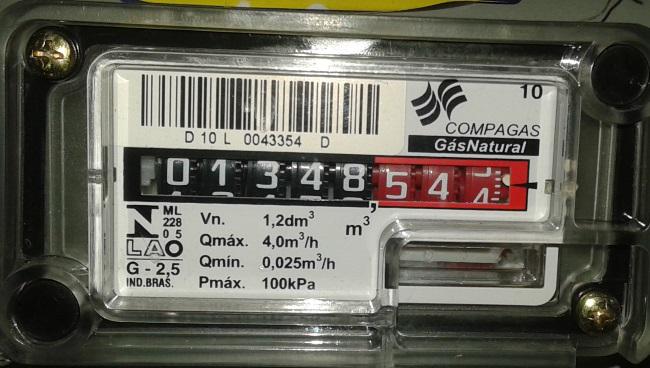 10
COMPAGAS
GásNatural
D 10 L 0043354 D
0 1 3 4 8 5 4
m³
N ML
228
0 5
LAO
G - 2,5
IND.BRAS.
Vn. 1,2dm³
Qmáx. 4,0m³/h
Qmín. 0,025m³/h
Pmáx. 100kPa